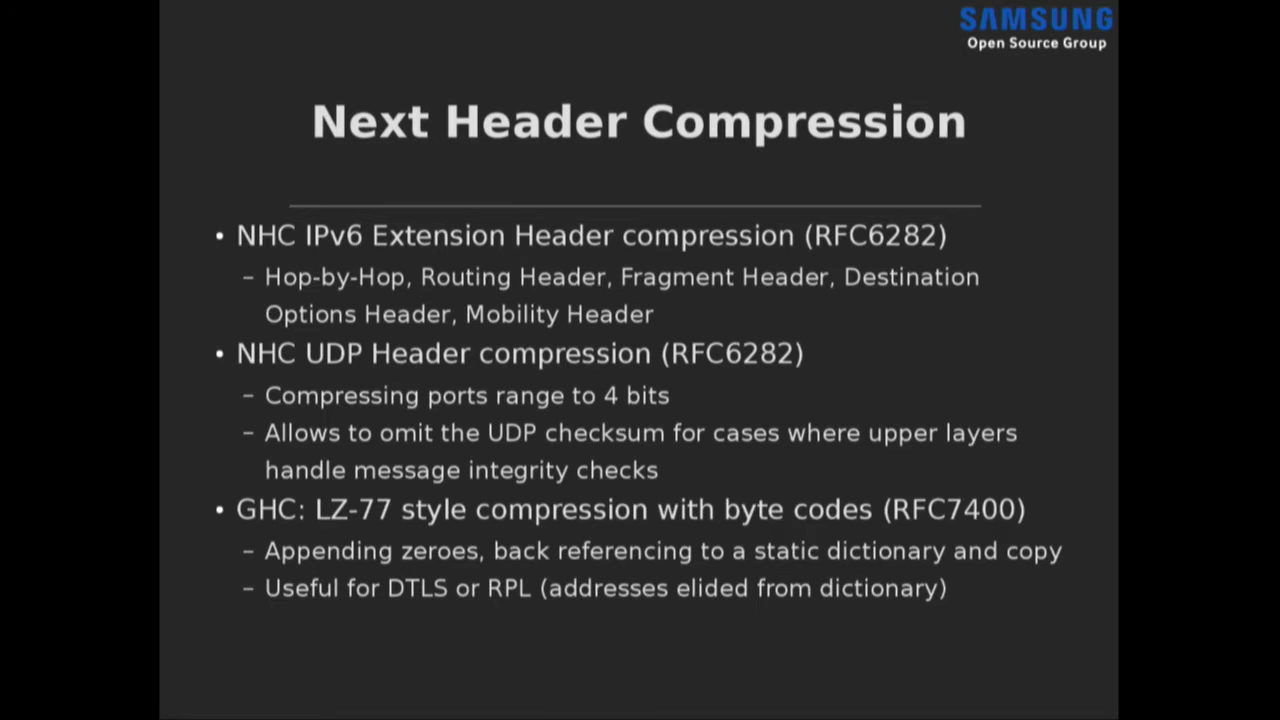 SAMSUNG
Open Source Group
Next Header Compression
• NHC IPv6 Extension Header compression (RFC6282)
– Hop-by-Hop, Routing Header, Fragment Header, Destination
Options Header, Mobility Header
• NHC UDP Header compression (RFC6282)
– Compressing ports range to 4 bits
– Allows to omit the UDP checksum for cases where upper layers
handle message integrity checks
• GHC: LZ-77 style compression with byte codes (RFC7400)
– Appending zeroes, back referencing to a static dictionary and copy
– Useful for DTLS or RPL (addresses elided from dictionary)